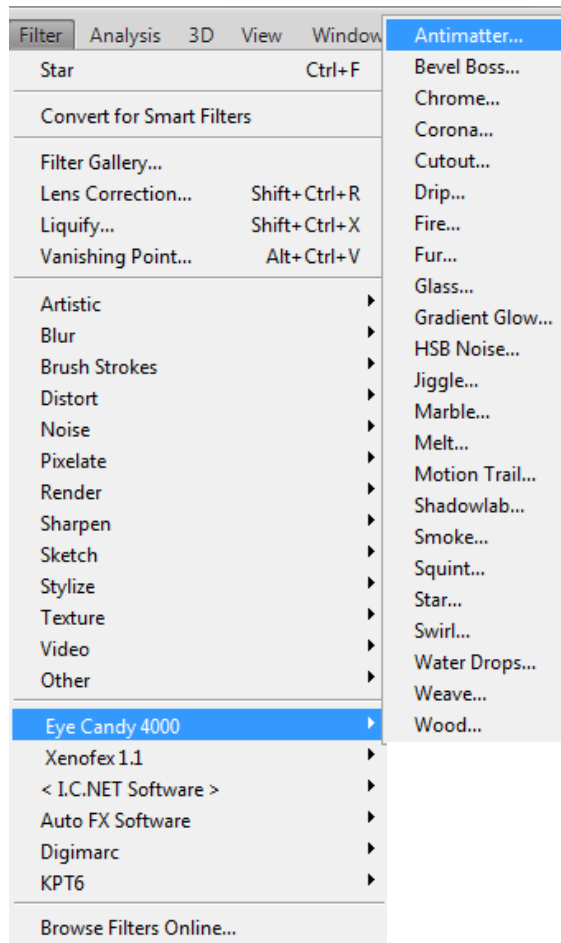 Filter Analysis 3D View Window
Star Ctrl+F
Convert for Smart Filters
Filter Gallery...
Lens Correction... Shift+Ctrl+R
Liquify... Shift+Ctrl+X
Vanishing Point... Alt+Ctrl+V
Artistic
Blur
Brush Strokes
Distort
Noise
Pixelate
Render
Sharpen
Sketch
Stylize
Texture
Video
Other
Eye Candy 4000
Xenofex 1.1
< I.C.NET Software >
Auto FX Software
Digimarc
KPT6
Browse Filters Online...
Antimatter...
Bevel Boss...
Chrome...
Corona...
Cutout...
Drip...
Fire...
Fur...
Glass...
Gradient Glow...
HSB Noise...
Jiggle...
Marble...
Melt...
Motion Trail...
Shadowlab...
Smoke...
Squint...
Star...
Swirl...
Water Drops...
Weave...
Wood...